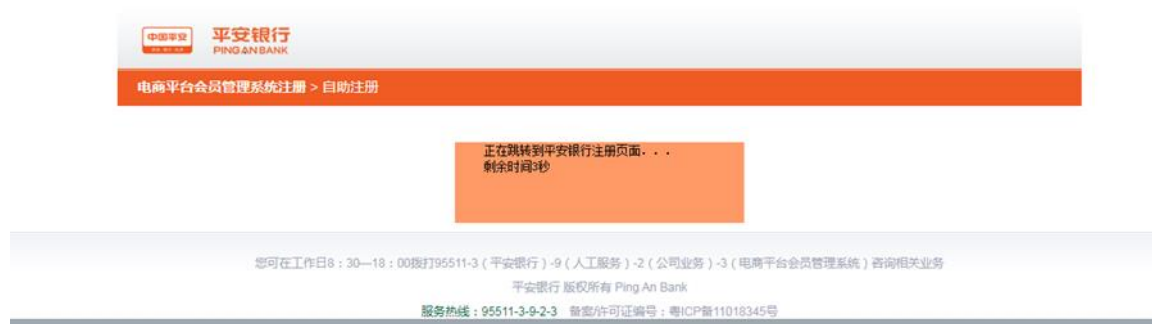 中国平安
平安银行
PING AN BANK
电商平台会员管理系统注册 > 自助注册
正在跳转到平安银行注册页面. . .
剩余时间3秒
您可在工作日8：30—18：00拨打95511-3（平安银行）-9（人工服务）-2（公司业务）-3（电商平台会员管理系统）咨询相关业务
平安银行 版权所有 Ping An Bank
服务热线：95511-3-9-2-3 备案/许可证编号：粤ICP备11018345号